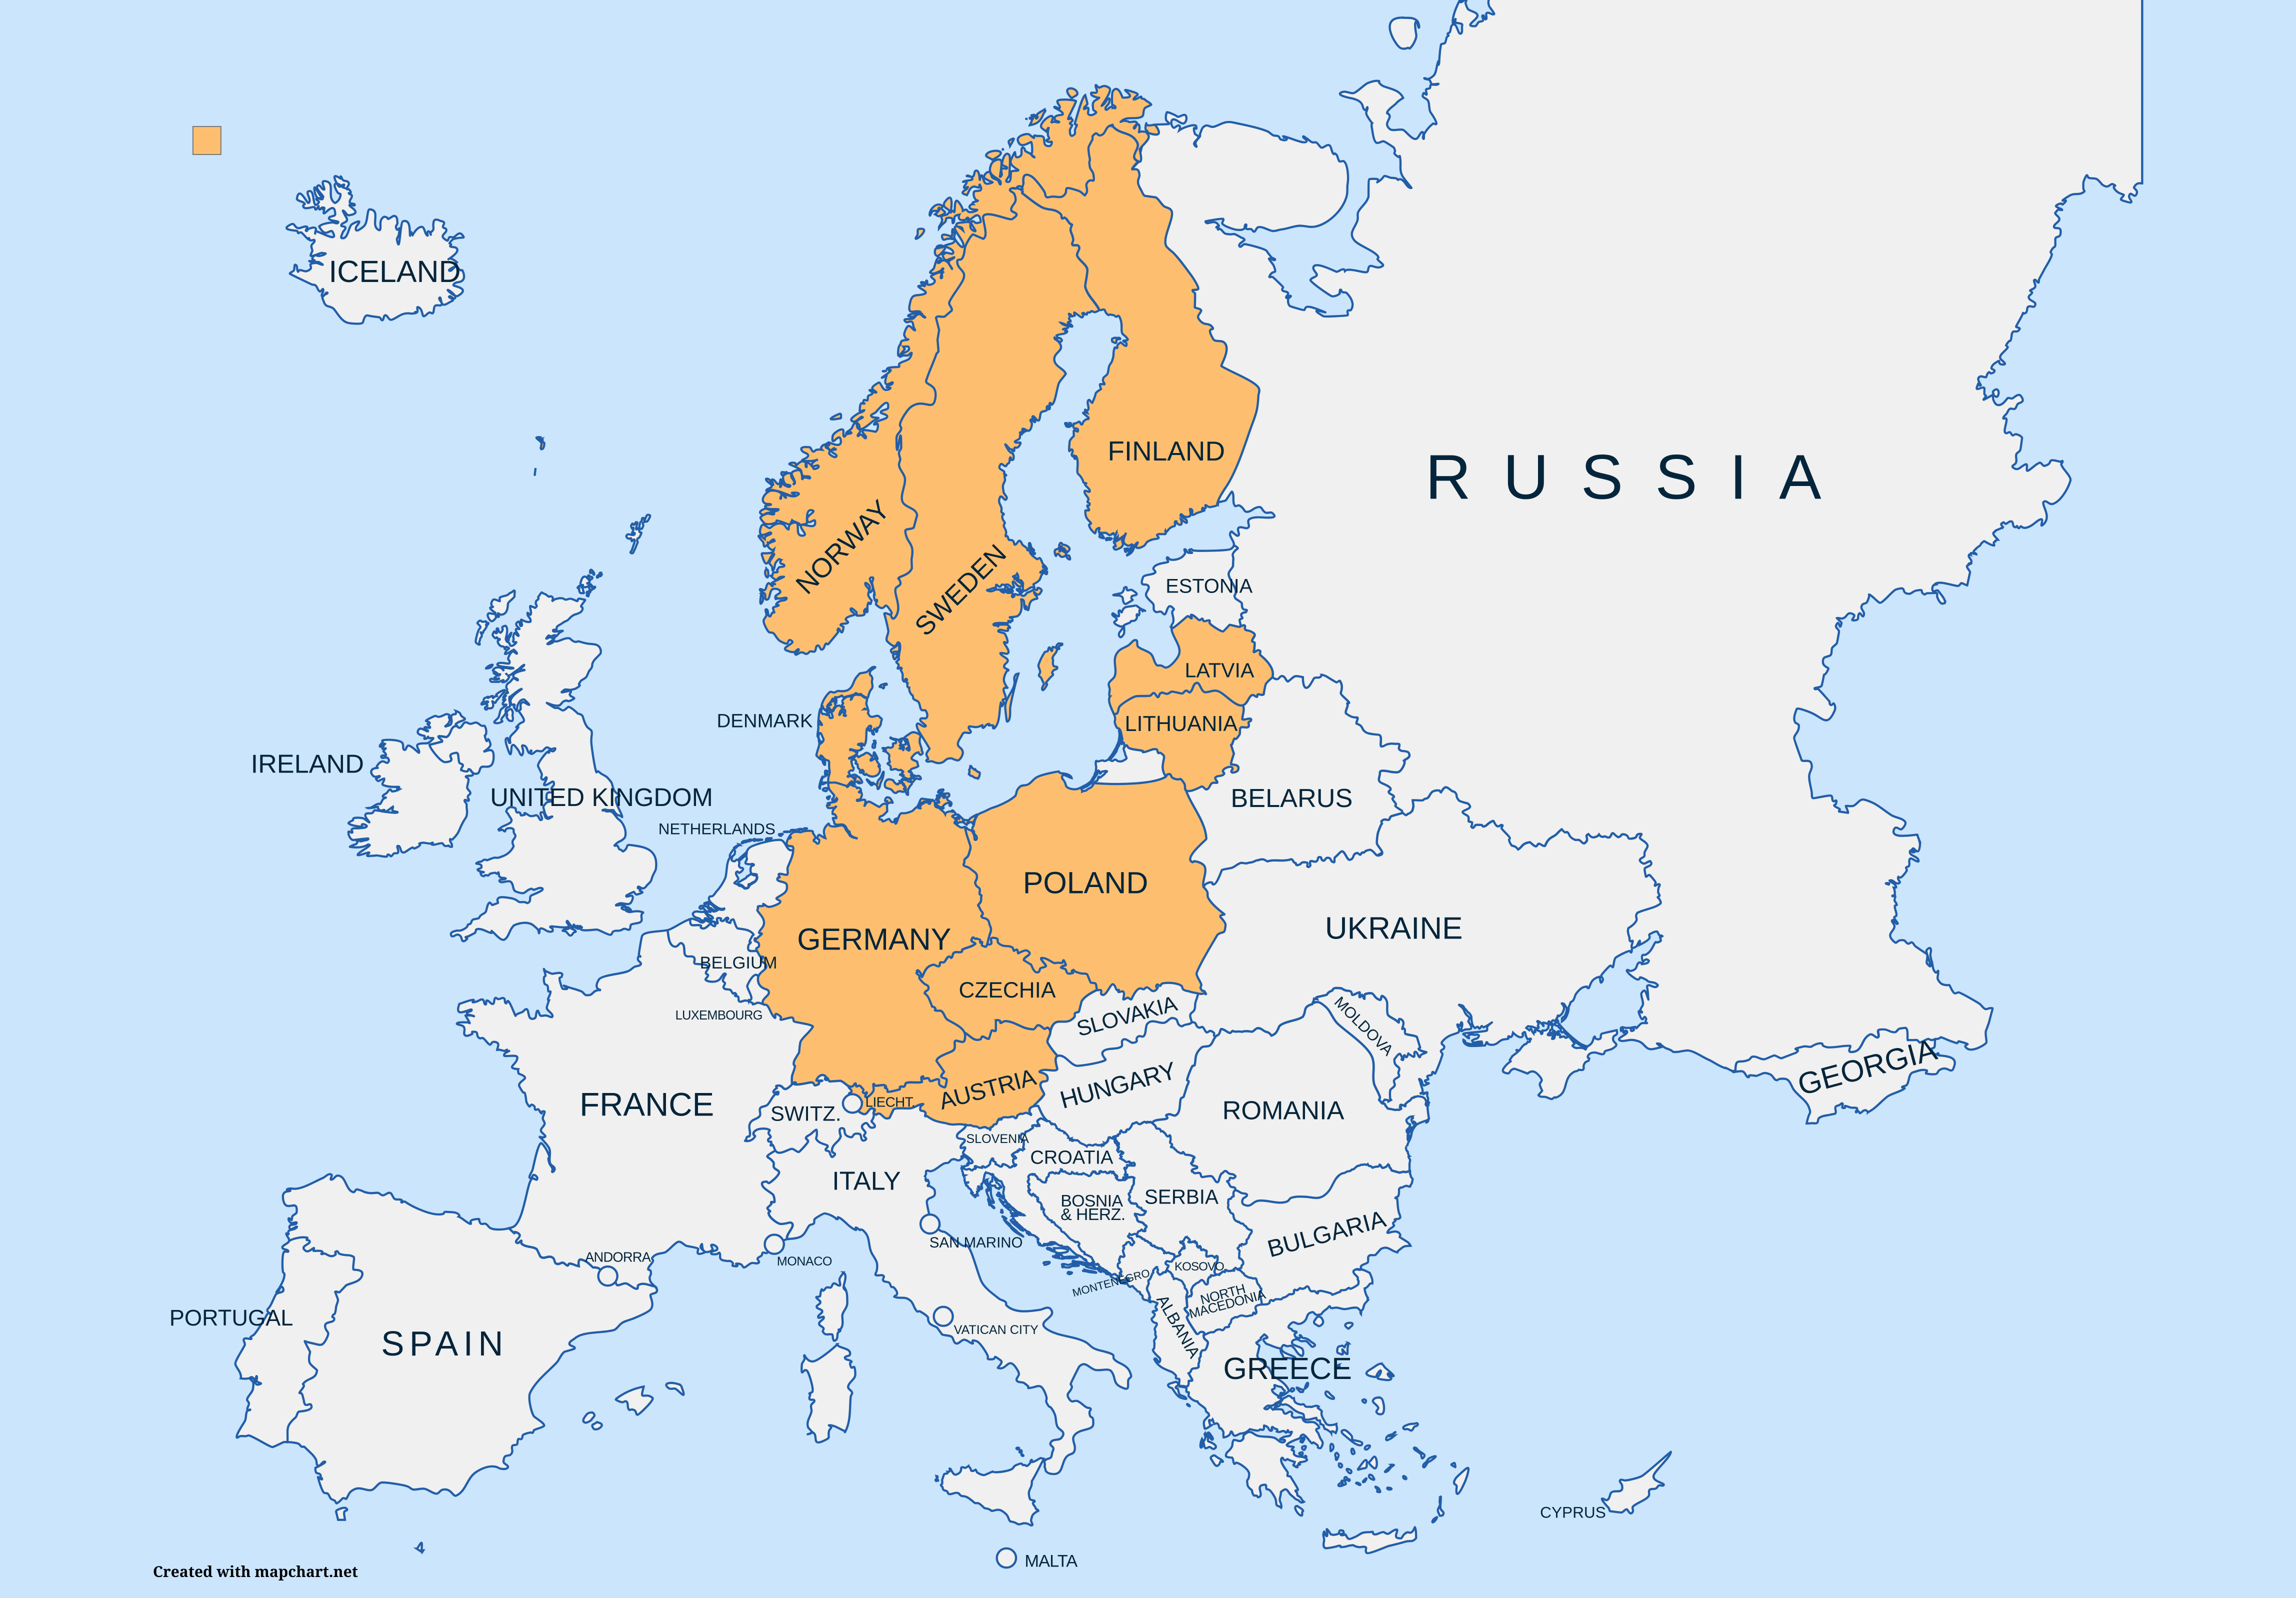 ICELAND
RUSSIA
FINLAND
NORWAY
SWEDEN
ESTONIA
LATVIA
LITHUANIA
DENMARK
IRELAND
UNITED KINGDOM
BELARUS
NETHERLANDS
POLAND
UKRAINE
GERMANY
BELGIUM
CZECHIA
LUXEMBOURG
SLOVAKIA
MOLDOVA
GEORGIA
AUSTRIA
HUNGARY
FRANCE
LIECHT.
SWITZ.
ROMANIA
SLOVENIA
CROATIA
ITALY
SERBIA
BOSNIA
& HERZ.
BULGARIA
SAN MARINO
ANDORRA
MONACO
KOSOVO
MONTENEGRO
NORTH
MACEDONIA
PORTUGAL
SPAIN
VATICAN CITY
ALBANIA
GREECE
CYPRUS
MALTA
Created with mapchart.net